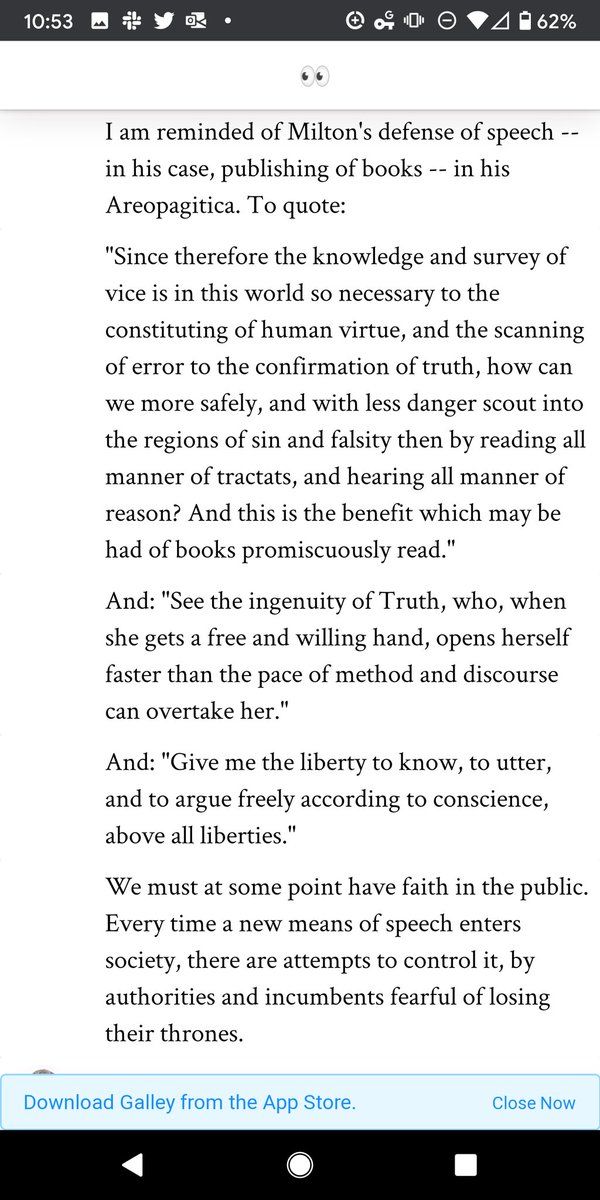 10:53
62%
👀
I am reminded of Milton's defense of speech --
in his case, publishing of books -- in his
Areopagitica. To quote:
"Since therefore the knowledge and survey of
vice is in this world so necessary to the
constituting of human virtue, and the scanning
of error to the confirmation of truth, how can
we more safely, and with less danger scout into
the regions of sin and falsity then by reading all
manner of tractats, and hearing all manner of
reason? And this is the benefit which may be
had of books promiscuously read."
And: "See the ingenuity of Truth, who, when
she gets a free and willing hand, opens herself
faster than the pace of method and discourse
can overtake her."
And: "Give me the liberty to know, to utter,
and to argue freely according to conscience,
above all liberties."
We must at some point have faith in the public.
Every time a new means of speech enters
society, there are attempts to control it, by
authorities and incumbents fearful of losing
their thrones.
Download Galley from the App Store.
Close Now